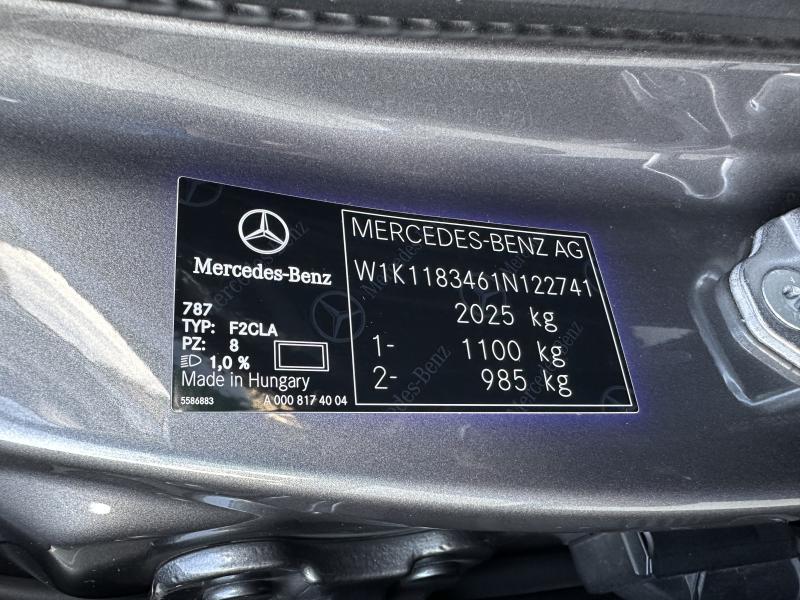 Mercedes-Benz
787
TYP: F2CLA
PZ: 8
1,0 %
Made in Hungary
5586883 A 000 817 40 04
MERCEDES-BENZ AG
W1K1183461N122741
2025 kg
1- 1100 kg
2- 985 kg